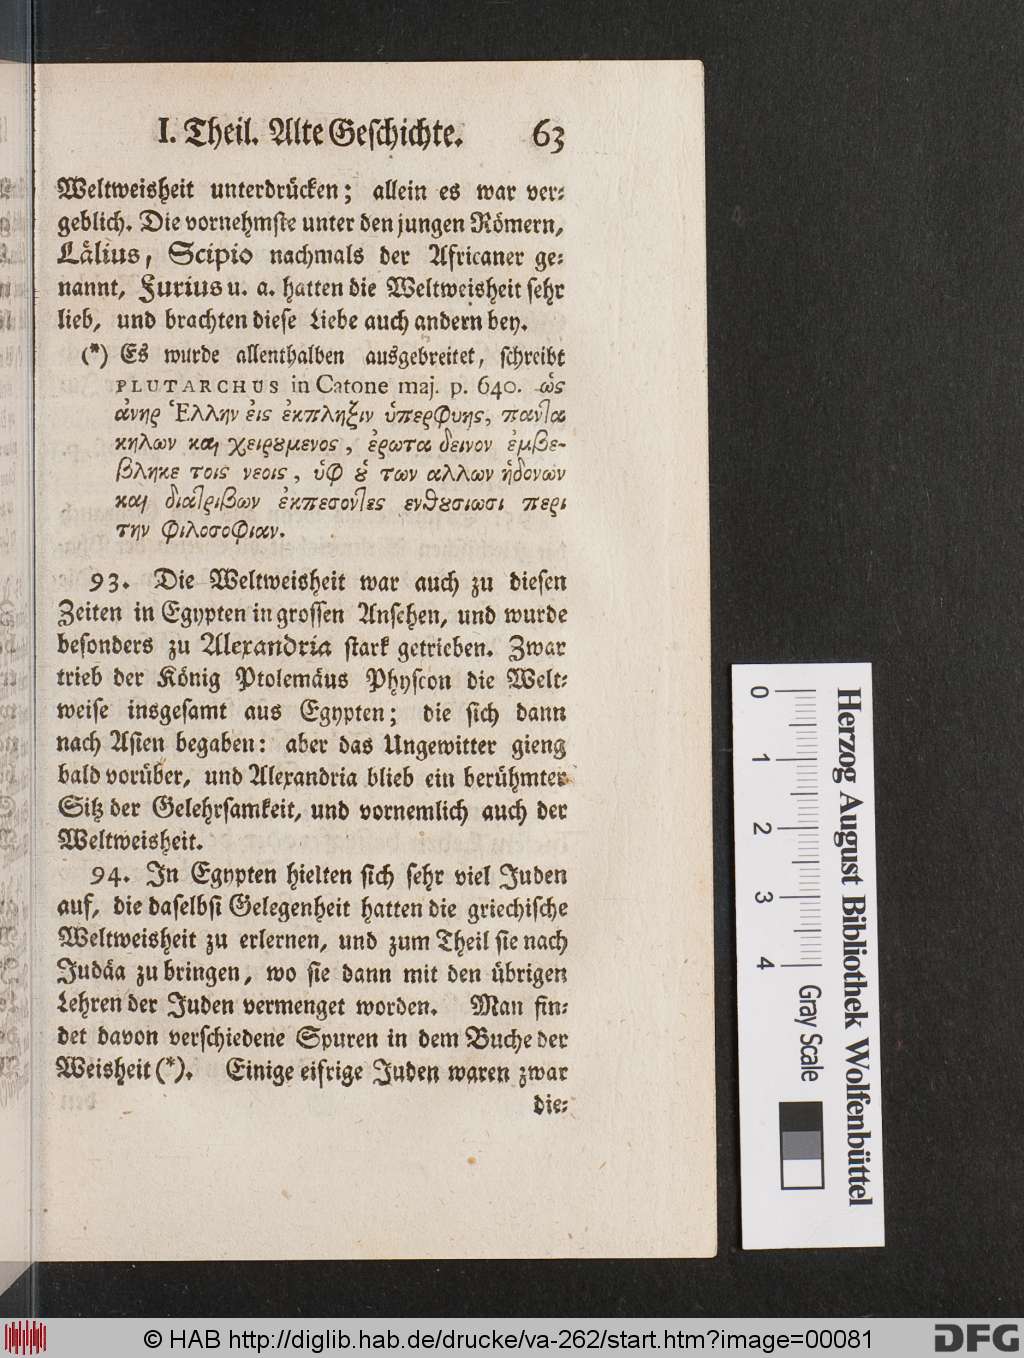 I. Theil. Alte Geschichte. 63
Weltweisheit unterdrücken; allein es war ver-
geblich. Die vornehmste unter den jungen Römern,
Lälius, Scipio nachmals der Africaner ge-
nannt, Furius u. a. hatten die Weltweisheit sehr
lieb, und brachten diese Liebe auch andern bey.
(*) Es wurde allenthalben ausgebreitet, schreibt
PLUTARCHUS in Catone maj. p. 640. ὡς
ἀνηρ Ἑλλην ἐις ἐκπληξιν ὑπερφυης, παντα
κηλων και χειρȣμενος, ἐρωτα δεινον ἐμβε-
βληκε τοις νεοις, ὑφ ȣ̔ των αλλων ἡδονων
και διατριβων ἐκπεσοντες ενθȣσιωσι περι
την φιλοσοφιαν.
93. Die Weltweisheit war auch zu diesen
Zeiten in Egypten in grossen Ansehen, und wurde
besonders zu Alexandria stark getrieben. Zwar
trieb der König Ptolemäus Physcon die Welt-
weise insgesamt aus Egypten; die sich dann
nach Asien begaben: aber das Ungewitter gieng
bald vorüber, und Alexandria blieb ein berühmter
Sitz der Gelehrsamkeit, und vornemlich auch der
Weltweisheit.
94. In Egypten hielten sich sehr viel Juden
auf, die daselbst Gelegenheit hatten die griechische
Weltweisheit zu erlernen, und zum Theil sie nach
Judäa zu bringen, wo sie dann mit den übrigen
Lehren der Juden vermenget worden. Man fin-
det davon verschiedene Spuren in dem Buche der
Weisheit (*). Einige eifrige Juden waren zwar
die-
Herzog August Bibliothek Wolfenbüttel
0 1 2 3 4 Gray Scale
© HAB http://diglib.hab.de/drucke/va-262/start.htm?image=00081
DFG